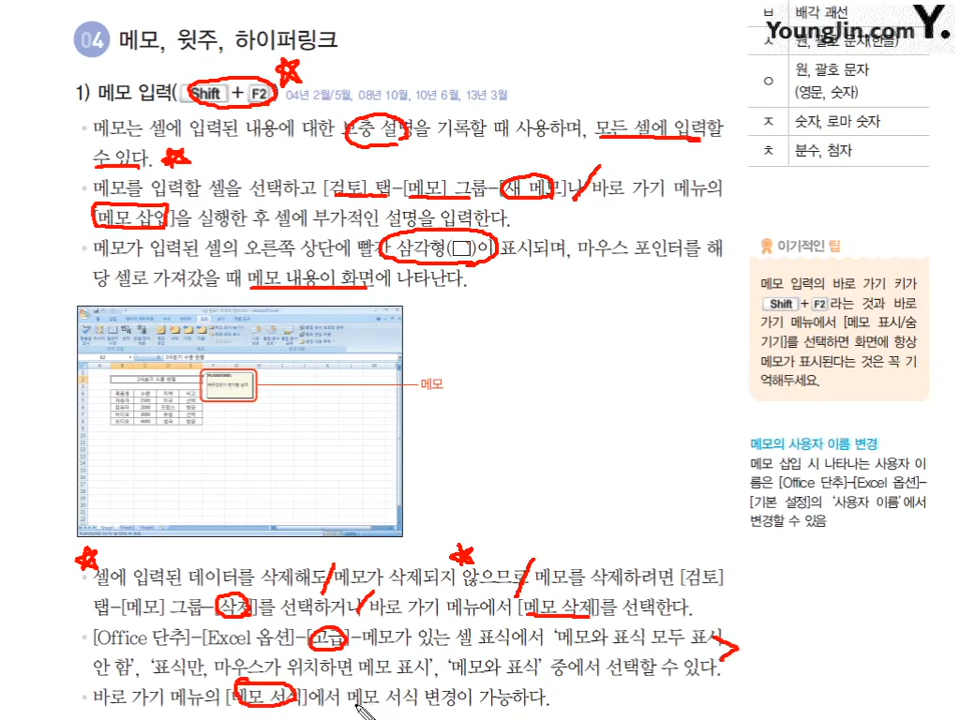 04 메모, 윗주, 하이퍼링크
1) 메모 입력( Shift + F2 ) 04년 2월/5월, 08년 10월, 10년 6월, 13년 3월
• 메모는 셀에 입력된 내용에 대한 보충 설명을 기록할 때 사용하며, 모든 셀에 입력할
수 있다.
• 메모를 입력할 셀을 선택하고 [검토] 탭-[메모] 그룹-[새 메모]나 바로 가기 메뉴의
[메모 삽입]을 실행한 후 셀에 부가적인 설명을 입력한다.
• 메모가 입력된 셀의 오른쪽 상단에 빨간 삼각형(□)이 표시되며, 마우스 포인터를 해
당 셀로 가져갔을 때 메모 내용이 화면에 나타난다.
메모
• 셀에 입력된 데이터를 삭제해도 메모가 삭제되지 않으므로 메모를 삭제하려면 [검토]
탭-[메모] 그룹-[삭제]를 선택하거나 바로 가기 메뉴에서 [메모 삭제]를 선택한다.
• [Office 단추]-[Excel 옵션]-[고급]-메모가 있는 셀 표식에서 ‘메모와 표식 모두 표시
안 함’, ‘표식만, 마우스가 위치하면 메모 표시’, ‘메모와 표식’ 중에서 선택할 수 있다.
• 바로 가기 메뉴의 [메모 서식]에서 메모 서식 변경이 가능하다.
ㅂ 배각 괘선
YoungJin.com Y.
ㅅ 원, 괄호 문자(한글)
ㅇ 원, 괄호 문자
(영문, 숫자)
ㅈ 숫자, 로마 숫자
ㅊ 분수, 첨자
이기적인 팁
메모 입력의 바로 가기 키가
Shift + F2 라는 것과 바로
가기 메뉴에서 [메모 표시/숨
기기]를 선택하면 화면에 항상
메모가 표시된다는 것은 꼭 기
억해두세요.
메모의 사용자 이름 변경
메모 삽입 시 나타나는 사용자 이
름은 [Office 단추]-[Excel 옵션]-
[기본 설정]의 ‘사용자 이름’에서
변경할 수 있음